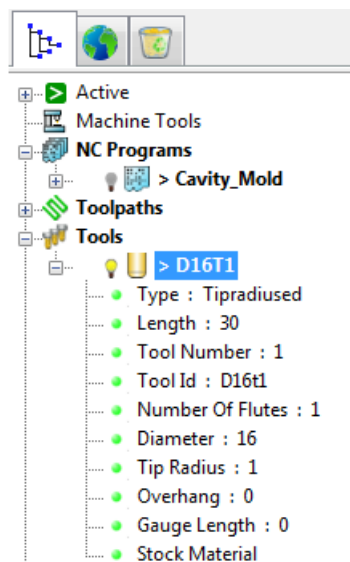 Active
Machine Tools
NC Programs
> Cavity_Mold
Toolpaths
Tools
> D16T1
Type : Tipradiused
Length : 30
Tool Number : 1
Tool Id : D16t1
Number Of Flutes : 1
Diameter : 16
Tip Radius : 1
Overhang : 0
Gauge Length : 0
Stock Material